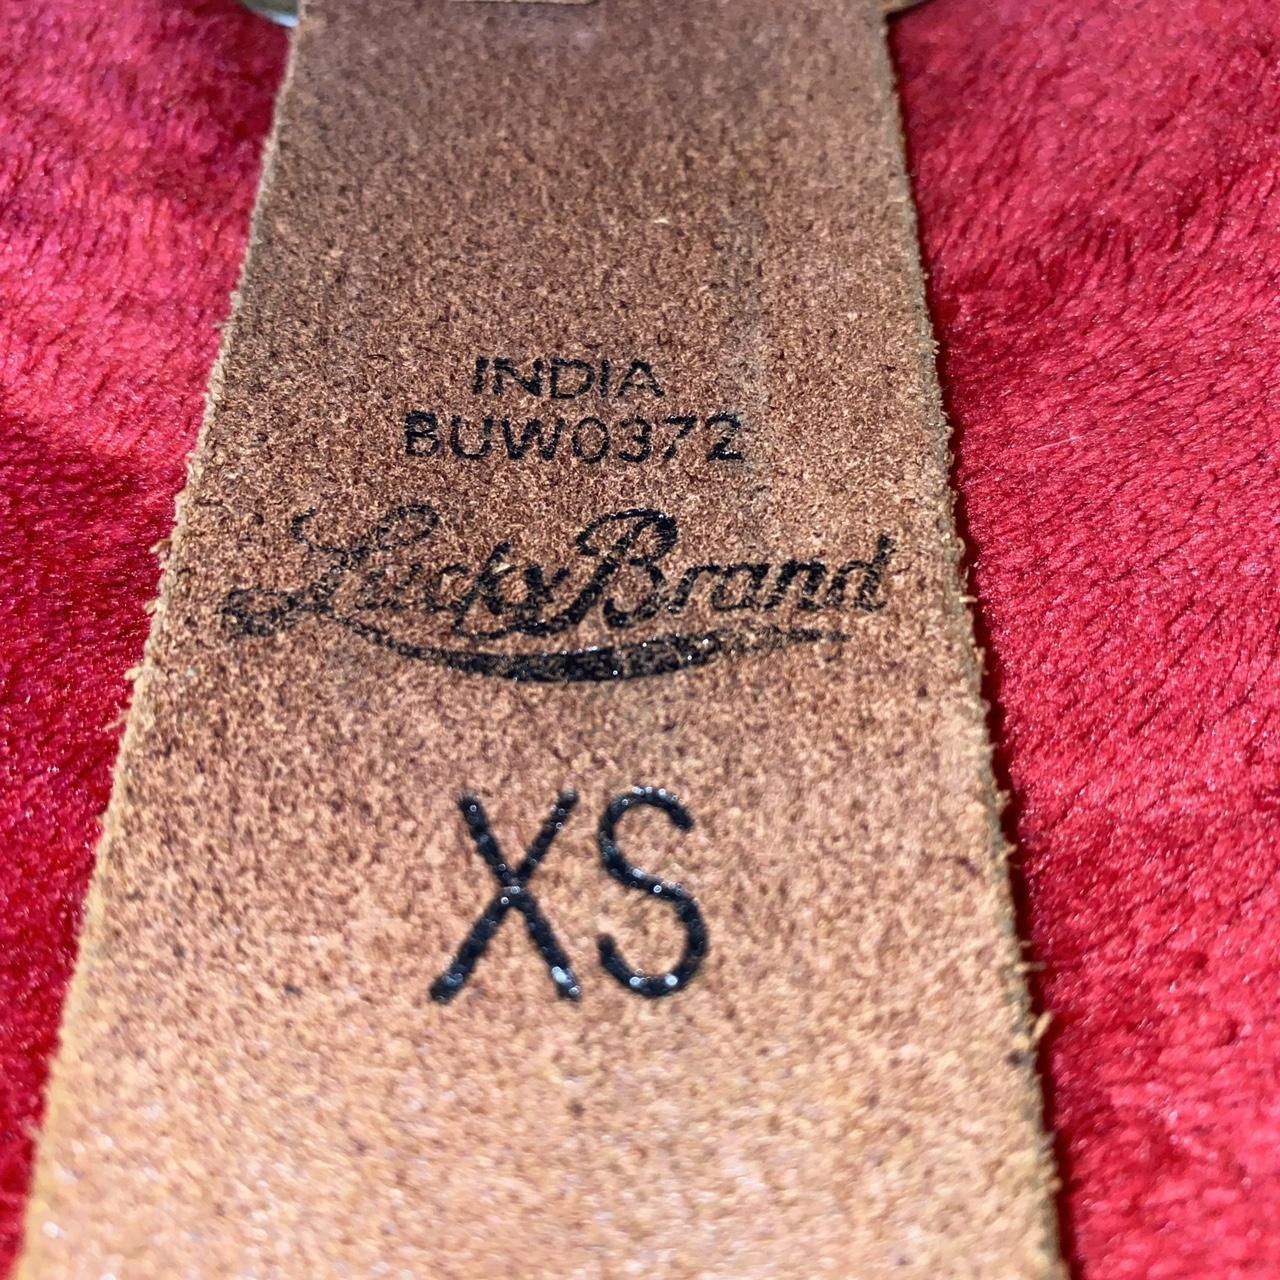 INDIA
BUW0372
Lucky Brand
XS